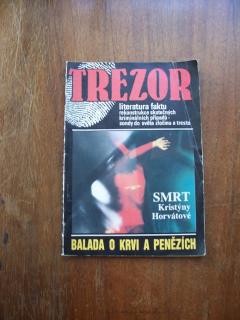 TREZOR
literatura faktu
rekonstrukce skutečných
kriminálních případů
sondy do světa zločinu a trestu
SMRT
Kristýny
Horvátové
BALADA O KRVI A PENĚZÍCH